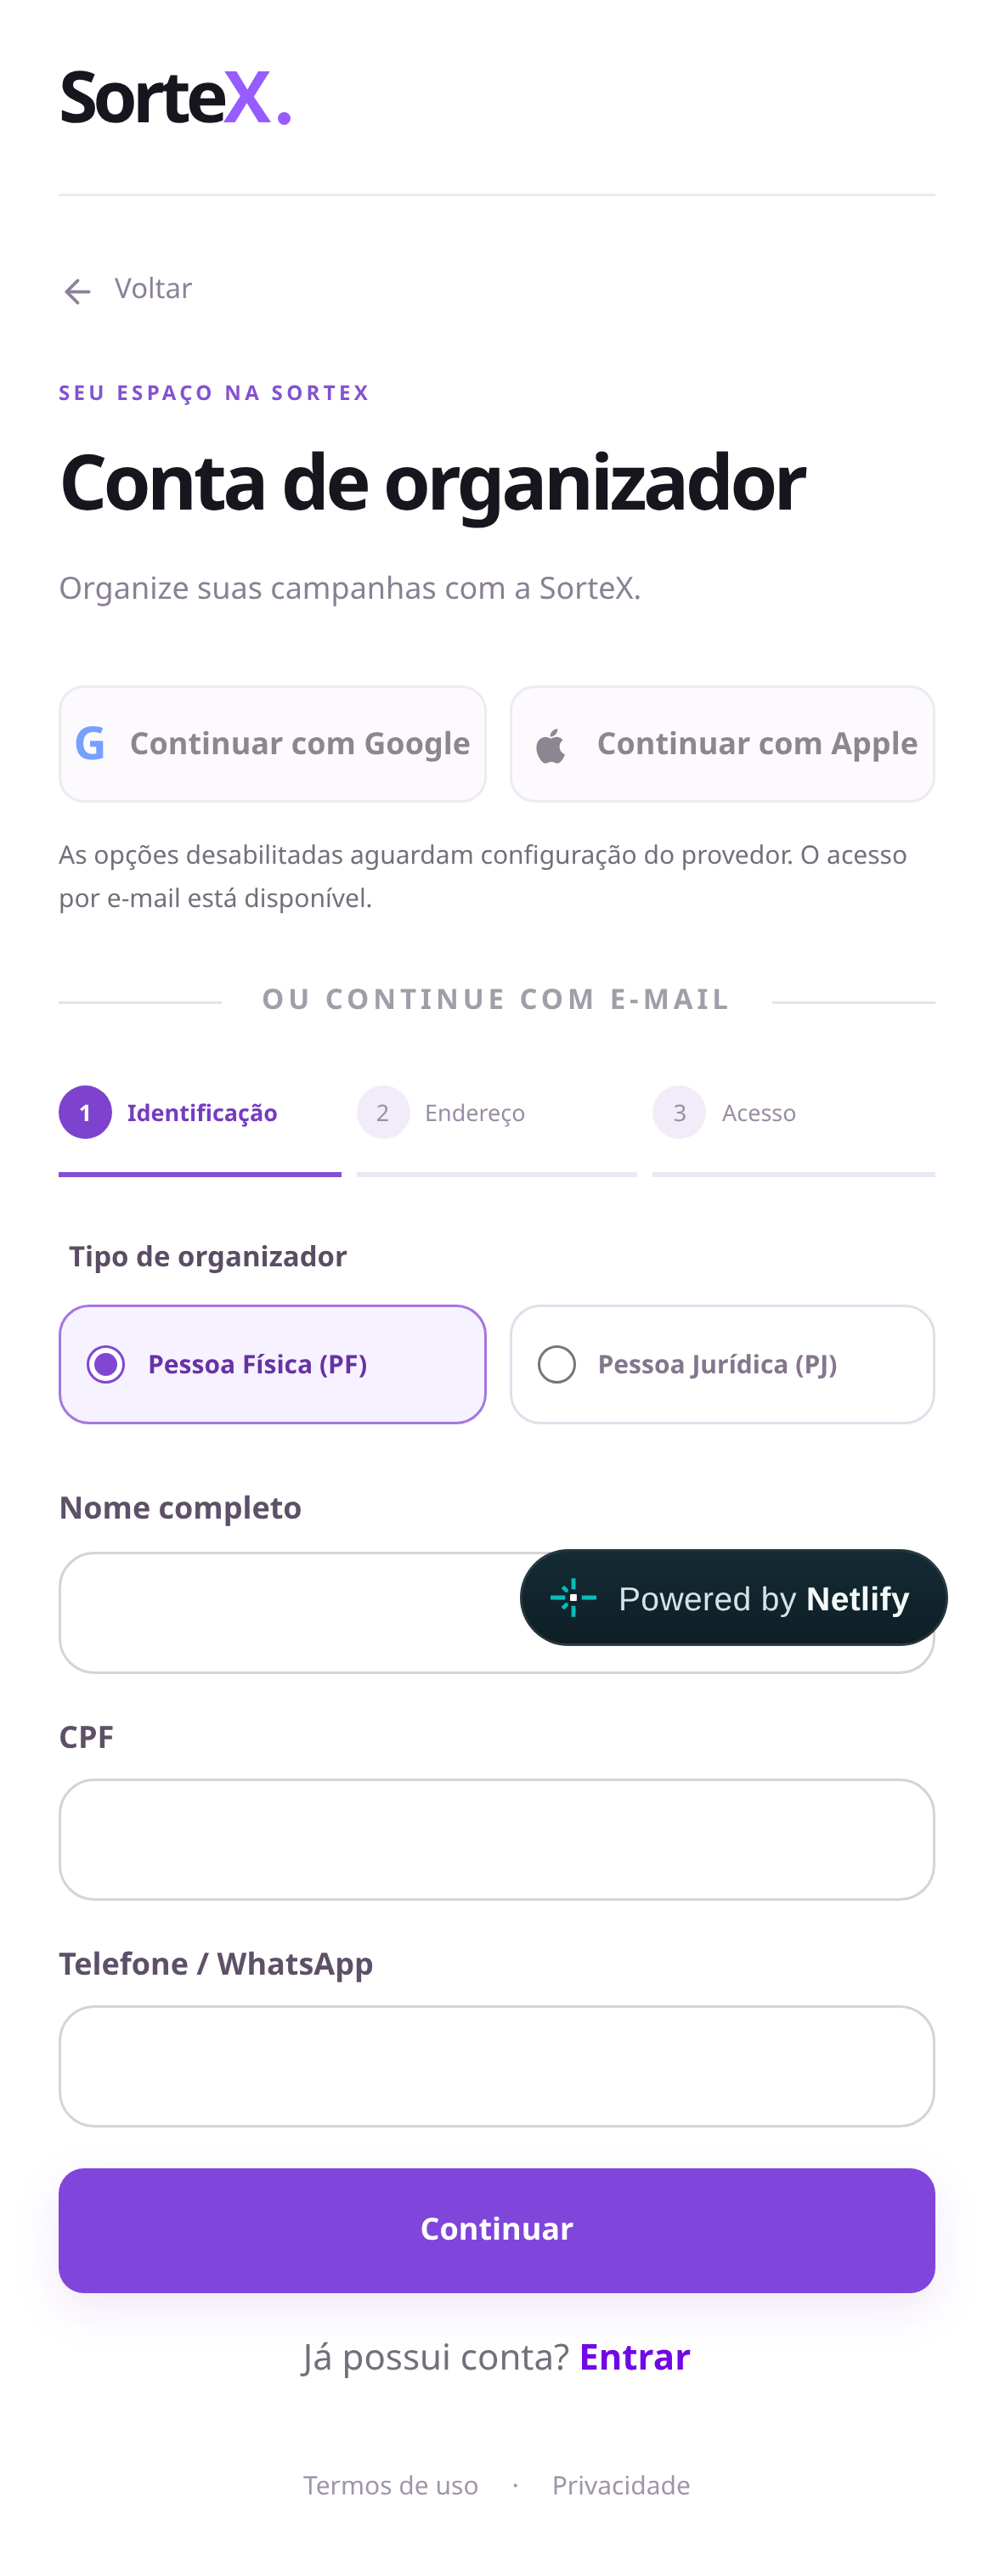 SorteX.
Voltar
SEU ESPAÇO NA SORTEX
Conta de organizador
Organize suas campanhas com a SorteX.
G Continuar com Google
Continuar com Apple
As opções desabilitadas aguardam configuração do provedor. O acesso
por e-mail está disponível.
OU CONTINUE COM E-MAIL
1 Identificação
2 Endereço
3 Acesso
Tipo de organizador
Pessoa Física (PF)
Pessoa Jurídica (PJ)
Nome completo
Powered by Netlify
CPF
Telefone / WhatsApp
Continuar
Já possui conta? Entrar
Termos de uso · Privacidade